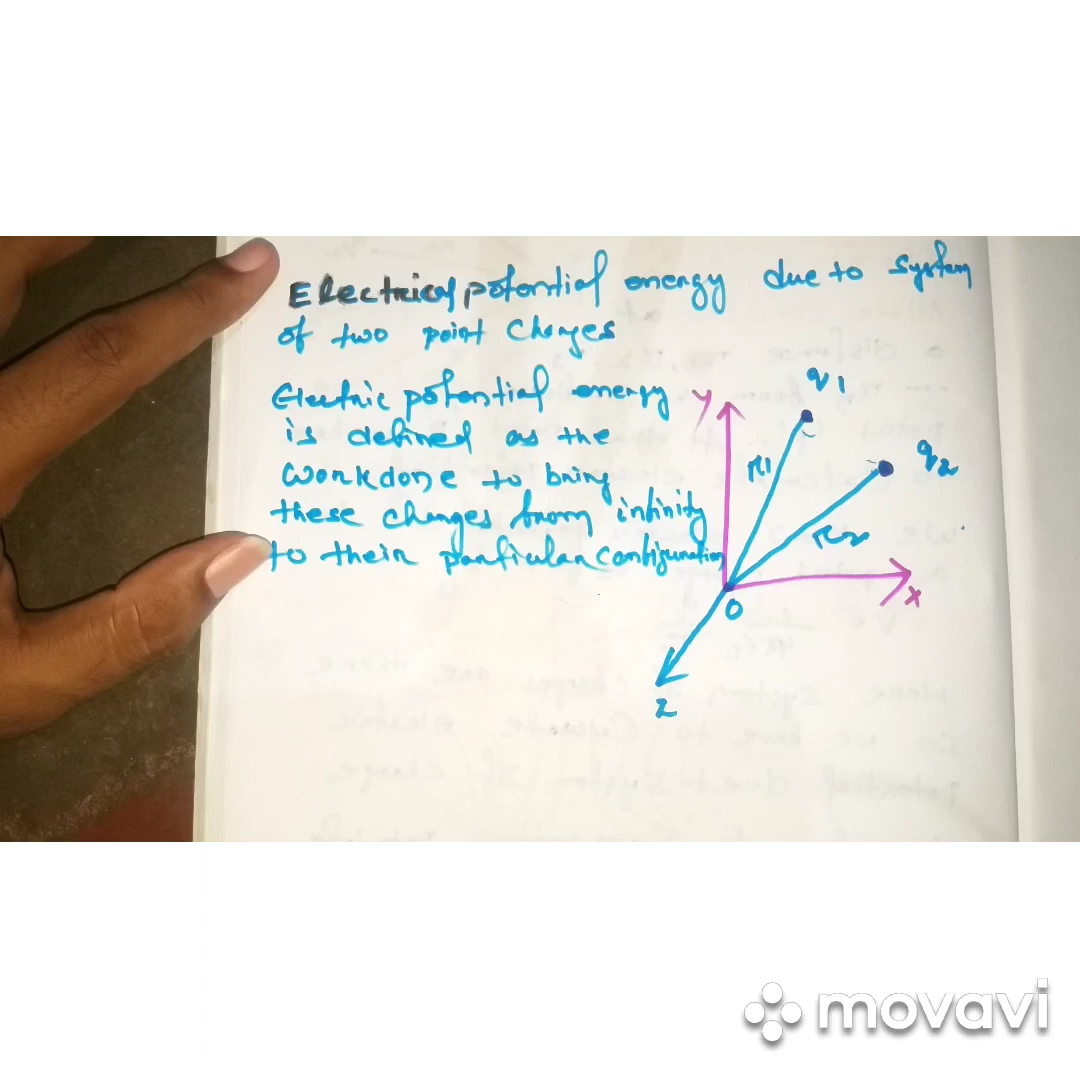 Electrical potential energy due to system
of two point charges
Electric potential energy
is defined as the
workdone to bring
these charges from infinity
to their particular configuration
Y
q1
r1
q2
r2
X
O
Z
movavi